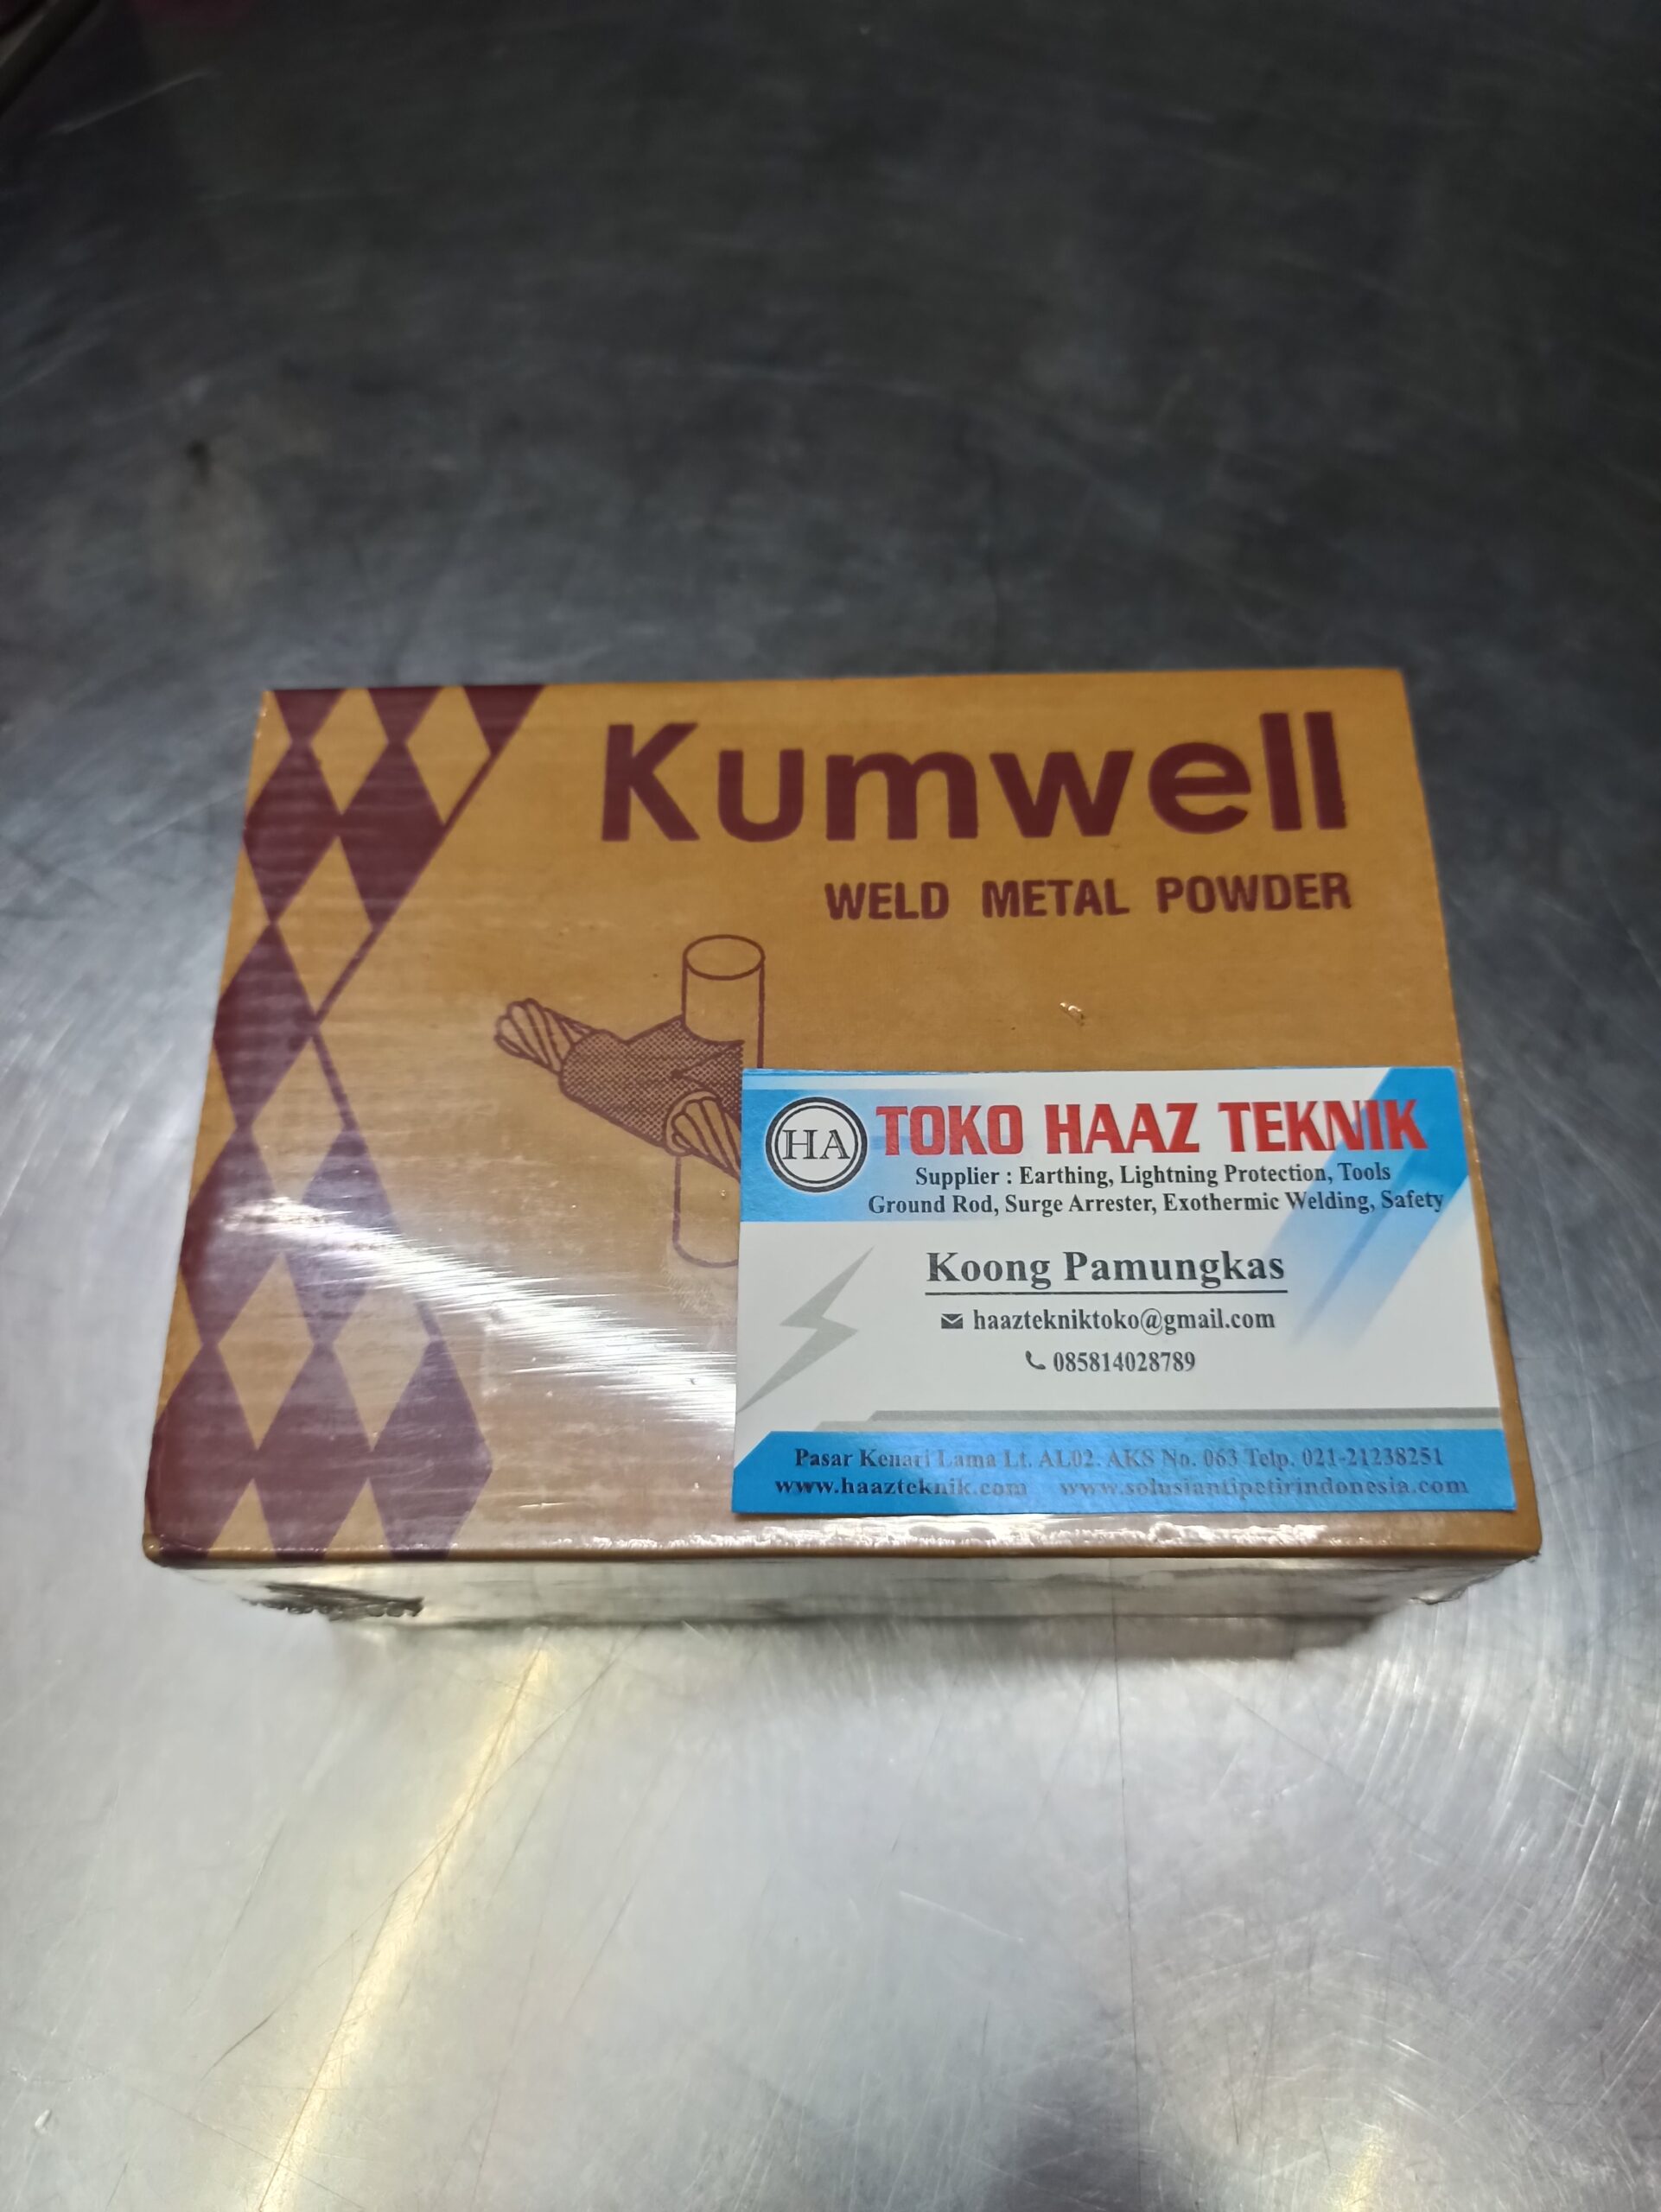 Kumwell
WELD METAL POWDER
HA
TOKO HAAZ TEKNIK
Supplier : Earthing, Lightning Protection, Tools
Ground Rod, Surge Arrester, Exothermic Welding, Safety
Koong Pamungkas
haaztekniktoko@gmail.com
085814028789
Pasar Kenari Lama Lt. AL02. AKS No. 063 Telp. 021-21238251
www.haazteknik.com www.solusiantipetirindonesia.com